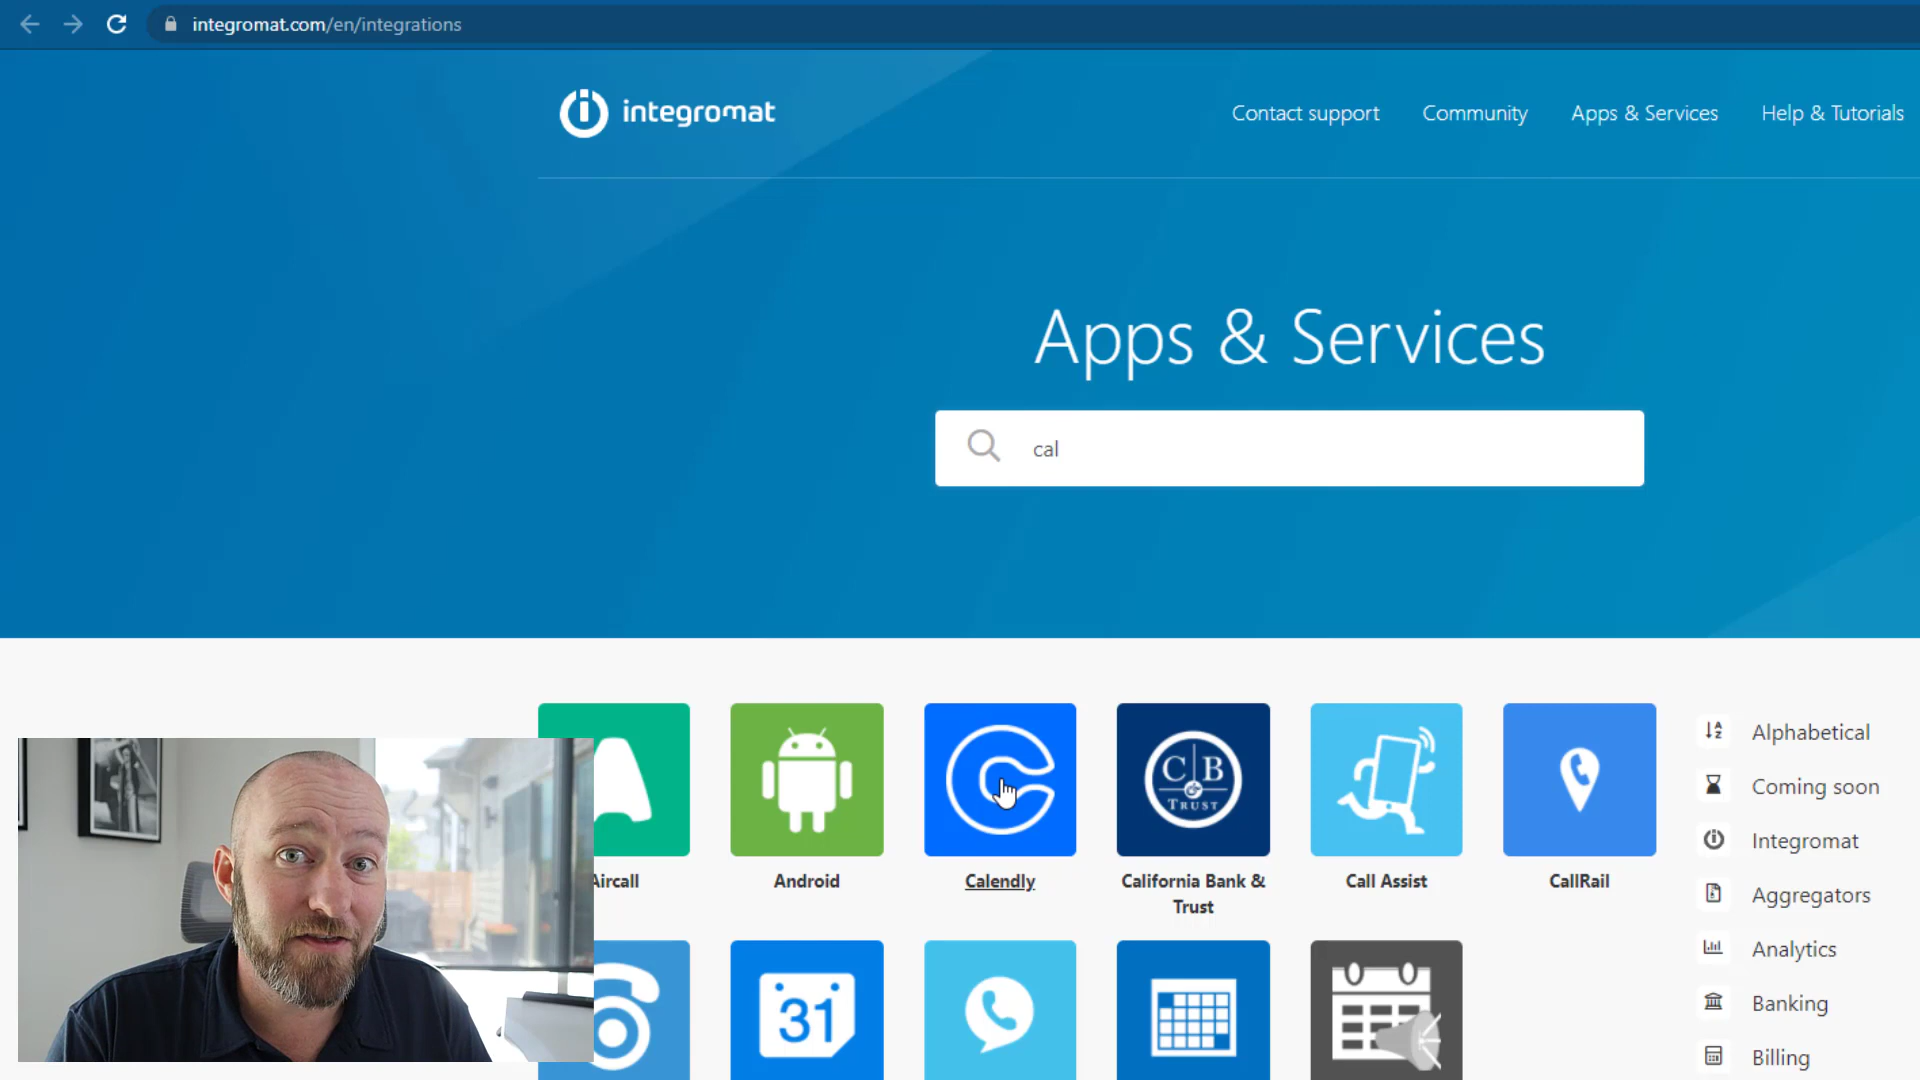 integromat.com/en/integrations
integromat
Contact support
Community
Apps & Services
Help & Tutorials
Apps & Services
cal
C B
&
TRUST
Aircall
Android
Calendly
California Bank &
Trust
Call Assist
CallRail
31
Alphabetical
Coming soon
Integromat
Aggregators
Analytics
Banking
Billing